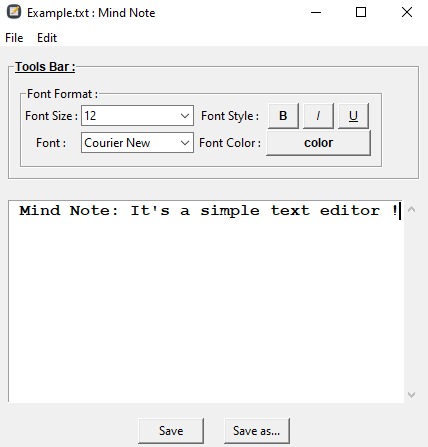 Example.txt : Mind Note
File Edit
Tools Bar :
Font Format :
Font Size : 12 Font Style : B I U
Font : Courier New Font Color : color
Mind Note: It's a simple text editor !
Save Save as...